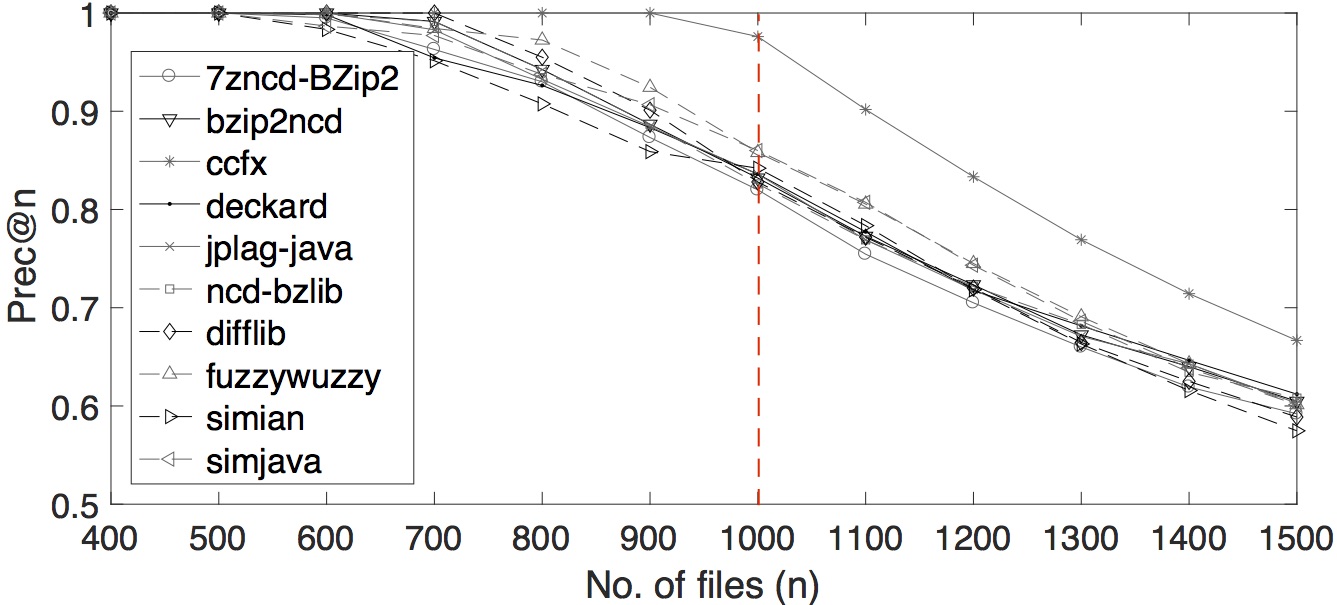 1
0.9
0.8
0.7
0.6
0.5
Prec@n
7zncd-BZip2
bzip2ncd
ccfx
deckard
jplag-java
ncd-bzlib
difflib
fuzzywuzzy
simian
simjava
400 500 600 700 800 900 1000 1100 1200 1300 1400 1500
No. of files (n)